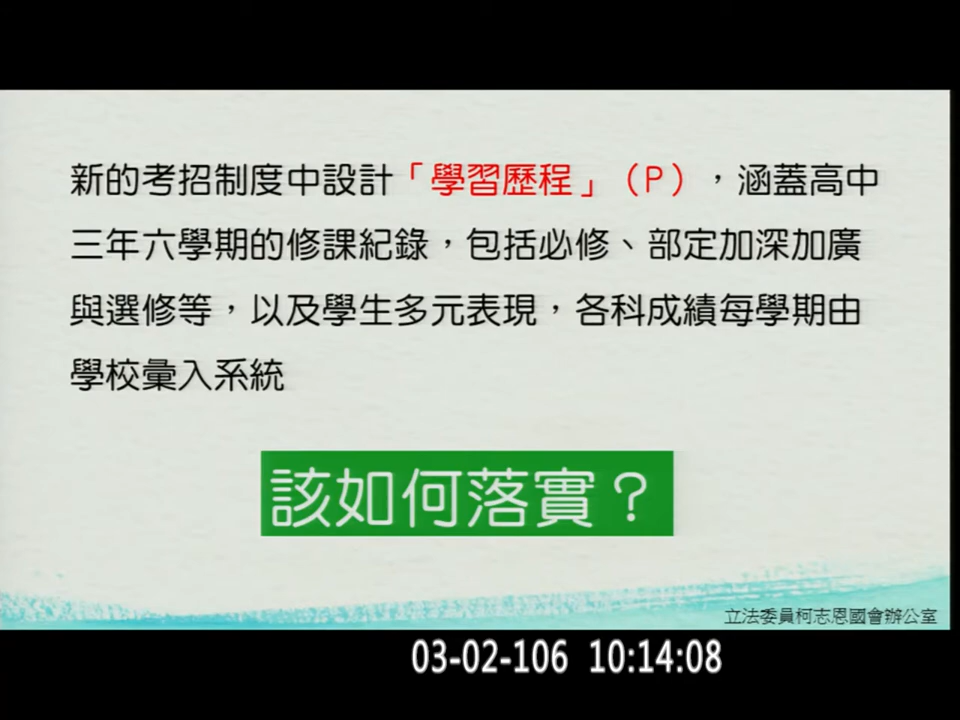 新的考招制度中設計「學習歷程」（P），涵蓋高中
三年六學期的修課紀錄，包括必修、部定加深加廣
與選修等，以及學生多元表現，各科成績每學期由
學校彙入系統
該如何落實？
立法委員柯志恩國會辦公室
03-02-106 10:14:08